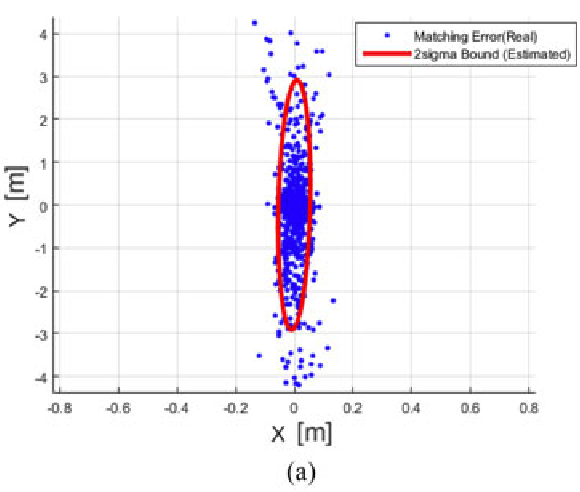 Matching Error(Real)
2sigma Bound (Estimated)
4
3
2
1
0
-1
-2
-3
-4
Y [m]
-0.8 -0.6 -0.4 -0.2 0 0.2 0.4 0.6 0.8
X [m]
(a)